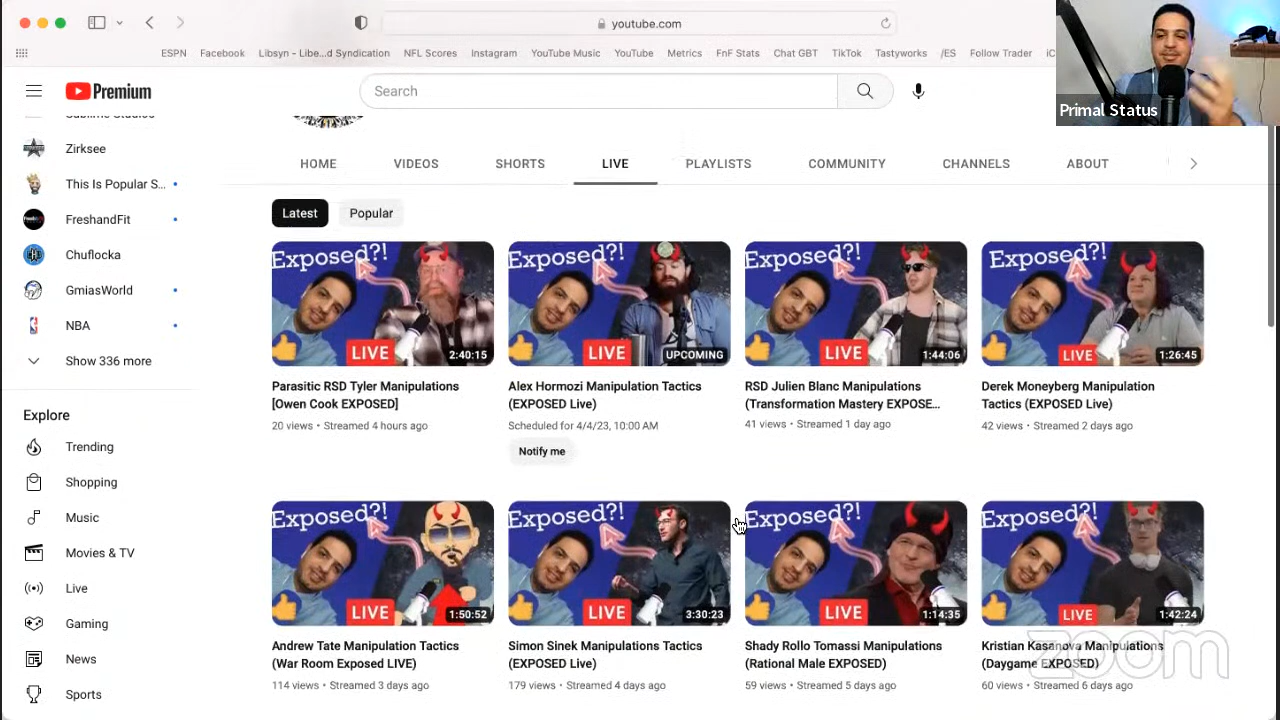 youtube.com
ESPN Facebook Libsyn - Libe...d Syndication NFL Scores Instagram YouTube Music YouTube Metrics FnF Stats Chat GBT TikTok Tastyworks /ES Follow Trader
Primal Status
Premium
Search
Sublime Studios
HOME VIDEOS SHORTS LIVE PLAYLISTS COMMUNITY CHANNELS ABOUT
Zirksee
This Is Popular S...
FreshandFit
Chuflocka
GmiasWorld
NBA
Show 336 more
Explore
Trending
Shopping
Music
Movies & TV
Live
Gaming
News
Sports
Latest Popular
Exposed?! Exposed?! Exposed?! Exposed?!
LIVE 2:40:15 LIVE UPCOMING LIVE 1:44:06 LIVE 1:26:45
Parasitic RSD Tyler Manipulations
[Owen Cook EXPOSED]
20 views • Streamed 4 hours ago
Alex Hormozi Manipulation Tactics
(EXPOSED Live)
Scheduled for 4/4/23, 10:00 AM
Notify me
RSD Julien Blanc Manipulations
(Transformation Mastery EXPOSE...
41 views • Streamed 1 day ago
Derek Moneyberg Manipulation
Tactics (EXPOSED Live)
42 views • Streamed 2 days ago
Exposed?! Exposed?! Exposed?! Exposed?!
LIVE 1:50:52 LIVE 3:30:23 LIVE 1:14:35 LIVE 1:42:24
Andrew Tate Manipulation Tactics
(War Room Exposed LIVE)
114 views • Streamed 3 days ago
Simon Sinek Manipulations Tactics
(EXPOSED Live)
179 views • Streamed 4 days ago
Shady Rollo Tomassi Manipulations
(Rational Male EXPOSED)
59 views • Streamed 5 days ago
Kristian Kasanova Manipulations
(Daygame EXPOSED)
60 views • Streamed 6 days ago
zoom